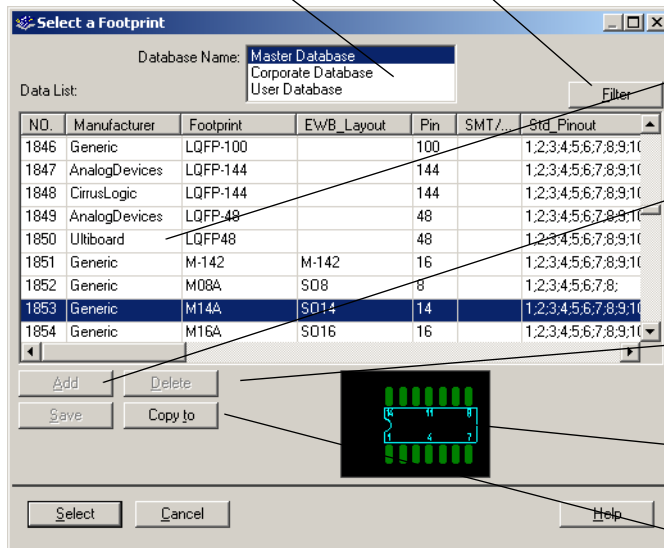 Select a Footprint
Database Name: Master Database
Corporate Database
User Database
Data List:
Filter
NO. Manufacturer Footprint EWB_Layout Pin SMT/... Std_Pinout
1846 Generic LQFP-100 100 1;2;3;4;5;6;7;8;9;10
1847 AnalogDevices LQFP-144 144 1;2;3;4;5;6;7;8;9;10
1848 CirrusLogic LQFP-144 144 1;2;3;4;5;6;7;8;9;10
1849 AnalogDevices LQFP-48 48 1;2;3;4;5;6;7;8;9;10
1850 Ultiboard LQFP48 48 1;2;3;4;5;6;7;8;9;10
1851 Generic M-142 M-142 16 1;2;3;4;5;6;7;8;9;10
1852 Generic M08A SO8 8 1;2;3;4;5;6;7;8;
1853 Generic M14A SO14 14 1;2;3;4;5;6;7;8;9;10
1854 Generic M16A SO16 16 1;2;3;4;5;6;7;8;9;10
Add Delete
Save Copy to
14 11 8
1 4 7
Select Cancel Help